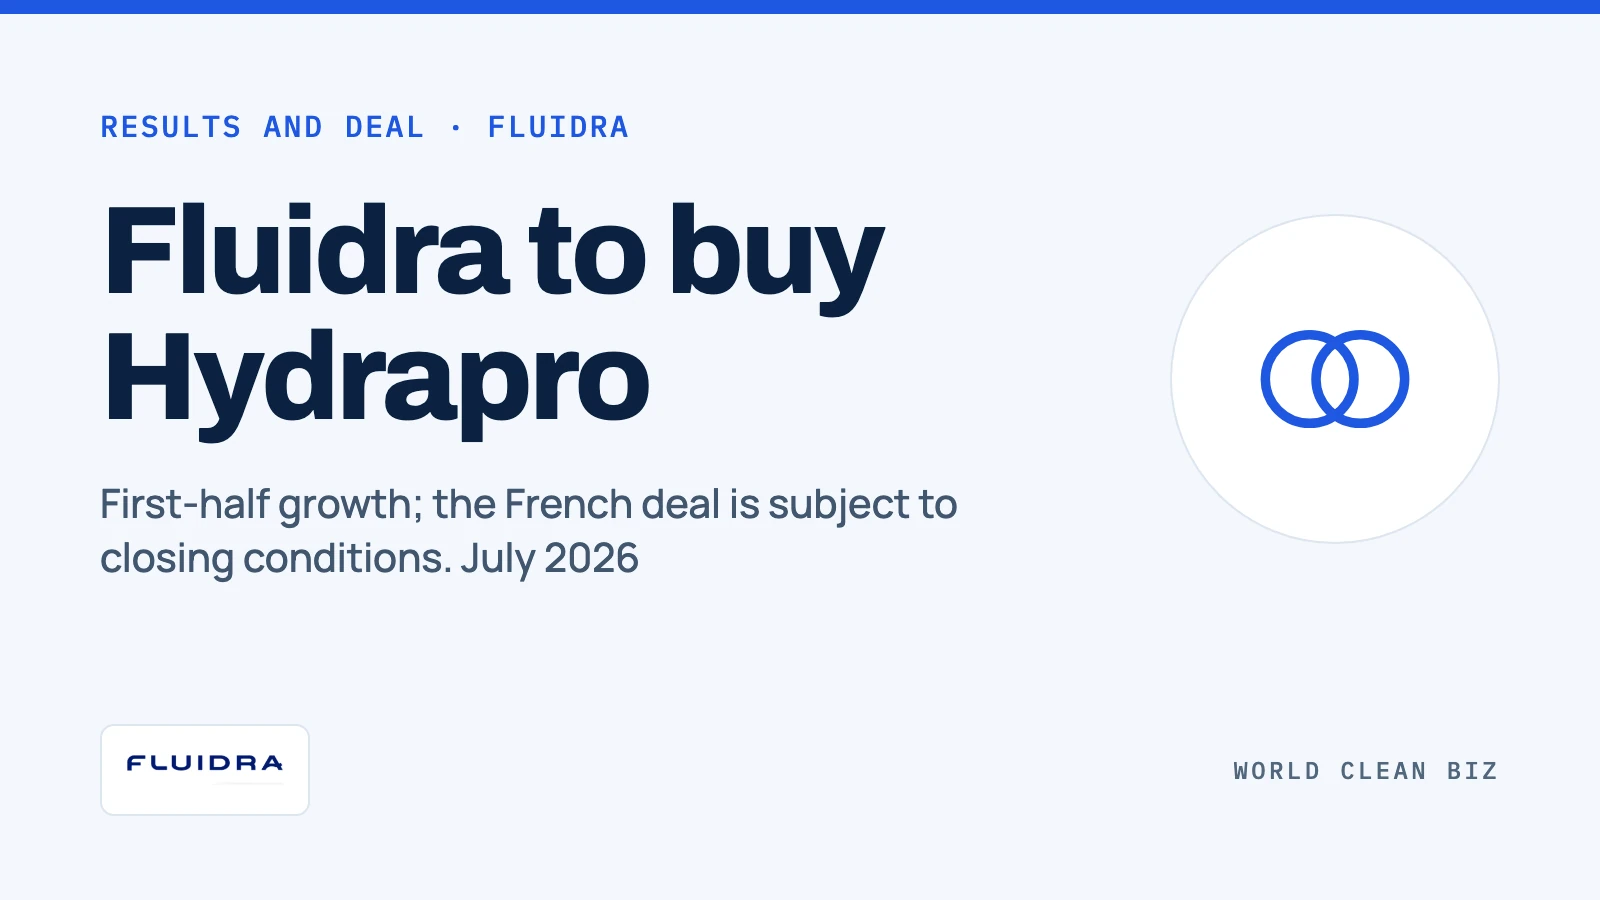 RESULTS AND DEAL · FLUIDRA
Fluidra to buy
Hydrapro
First-half growth; the French deal is subject to
closing conditions. July 2026
FLUIDRA
WORLD CLEAN BIZ